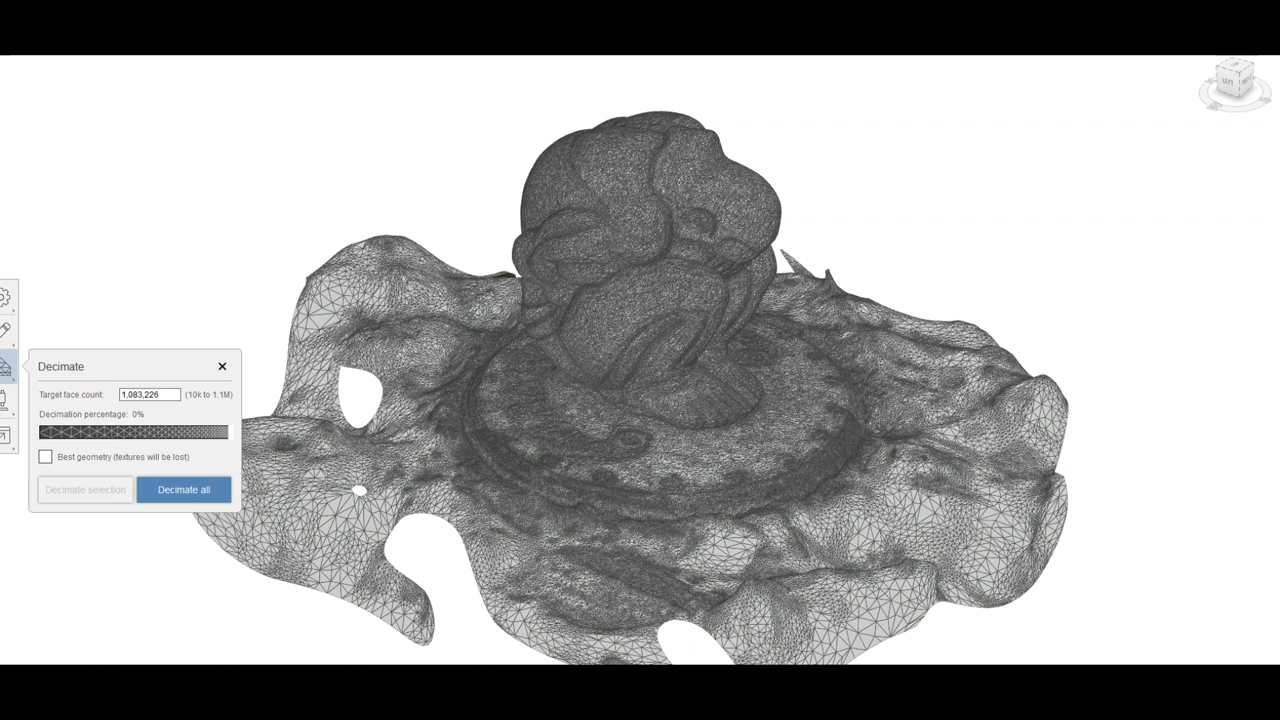 Decimate
Target face count: 1,083,226 (10k to 1.1M)
Decimation percentage: 0%
Best geometry (textures will be lost)
Decimate selection Decimate all